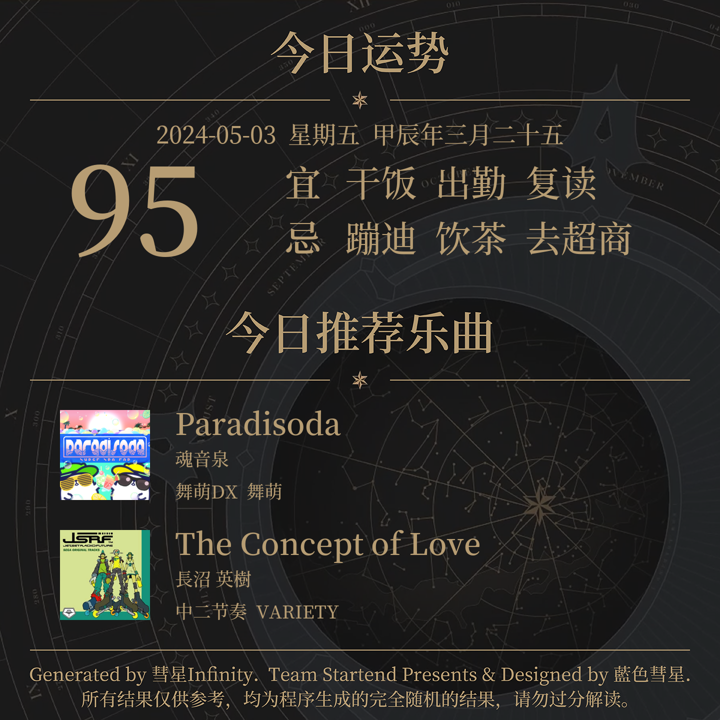 今日运势
2024-05-03 星期五 甲辰年三月二十五
95
宜 干饭 出勤 复读
忌 蹦迪 饮茶 去超商
今日推荐乐曲
Paradisoda
魂音泉
舞萌DX 舞萌
The Concept of Love
長沼 英樹
中二节奏 VARIETY
Generated by 彗星Infinity. Team Startend Presents & Designed by 藍色彗星.
所有结果仅供参考，均为程序生成的完全随机的结果，请勿过分解读。
paradisoda
JSRF
SEPTEMBER